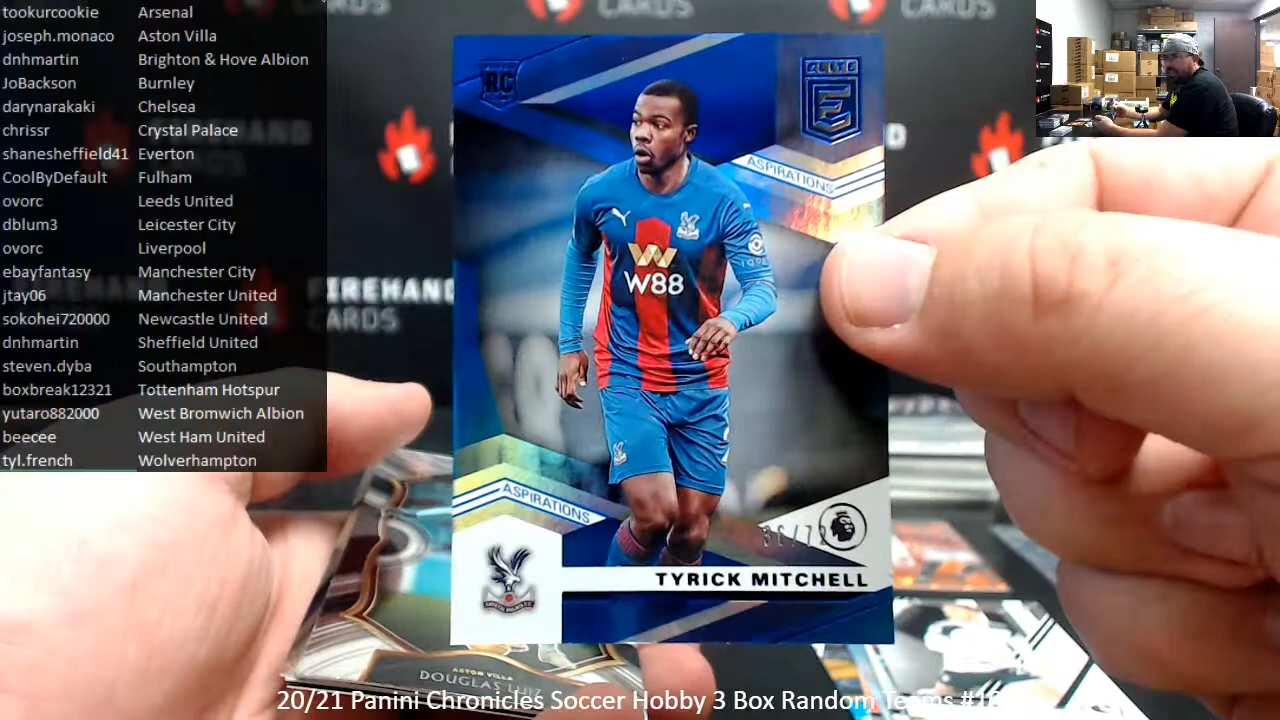 tookurcookie Arsenal
joseph.monaco Aston Villa
dnhmartin Brighton & Hove Albion
JoBackson Burnley
darynarakaki Chelsea
chrissr Crystal Palace
shanesheffield41 Everton
CoolByDefault Fulham
ovorc Leeds United
dblum3 Leicester City
ovorc Liverpool
ebayfantasy Manchester City
jtay06 Manchester United
sokohei720000 Newcastle United
dnhmartin Sheffield United
steven.dyba Southampton
boxbreak12321 Tottenham Hotspur
yutaro882000 West Bromwich Albion
beecee West Ham United
tyl.french Wolverhampton
CARDS
CARDS
FIREHAND
CARDS
RC
ELITE
E
ASPIRATIONS
W88
ASPIRATIONS
TYRICK MITCHELL
ASTON VILLA
DOUGLAS LUIZ
20/21 Panini Chronicles Soccer Hobby 3 Box Random Teams